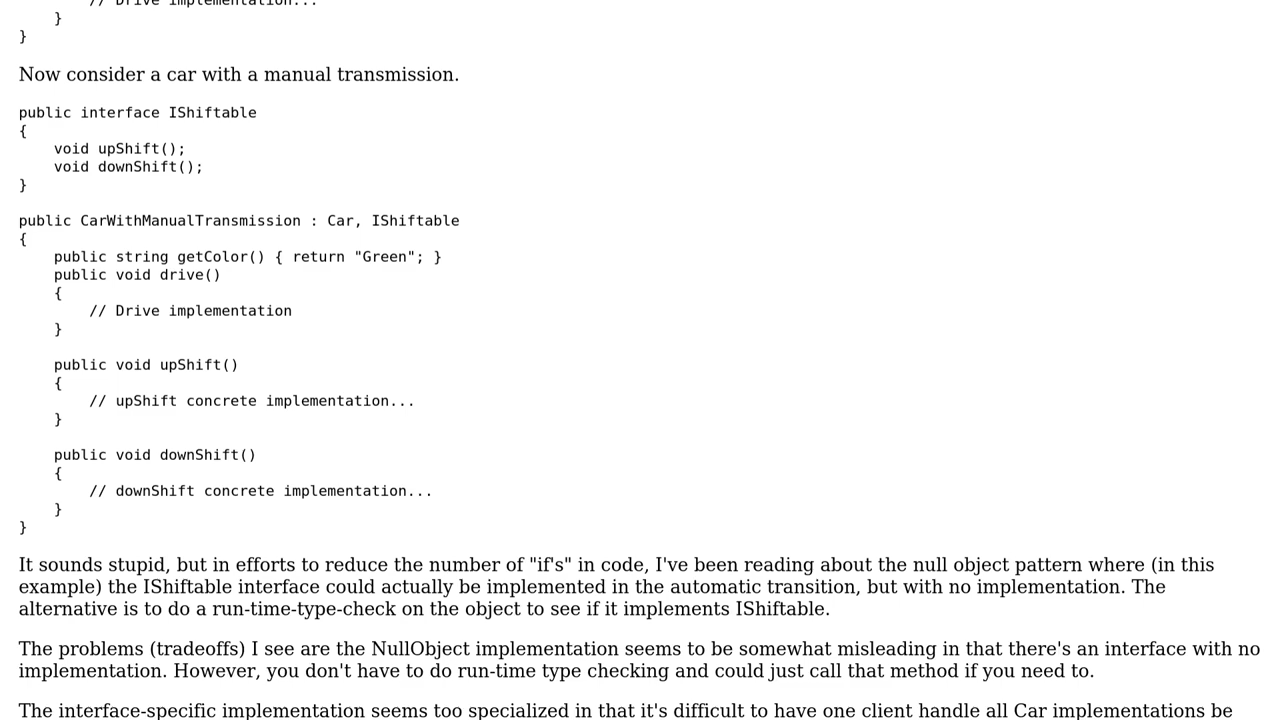 // Drive implementation...
    }
}
Now consider a car with a manual transmission.
public interface IShiftable
{
    void upShift();
    void downShift();
}
public CarWithManualTransmission : Car, IShiftable
{
    public string getColor() { return "Green"; }
    public void drive()
    {
        // Drive implementation
    }
    public void upShift()
    {
        // upShift concrete implementation...
    }
    public void downShift()
    {
        // downShift concrete implementation...
    }
}
It sounds stupid, but in efforts to reduce the number of "if's" in code, I've been reading about the null object pattern where (in this
example) the IShiftable interface could actually be implemented in the automatic transition, but with no implementation. The
alternative is to do a run-time-type-check on the object to see if it implements IShiftable.
The problems (tradeoffs) I see are the NullObject implementation seems to be somewhat misleading in that there's an interface with no
implementation. However, you don't have to do run-time type checking and could just call that method if you need to.
The interface-specific implementation seems too specialized in that it's difficult to have one client handle all Car implementations be